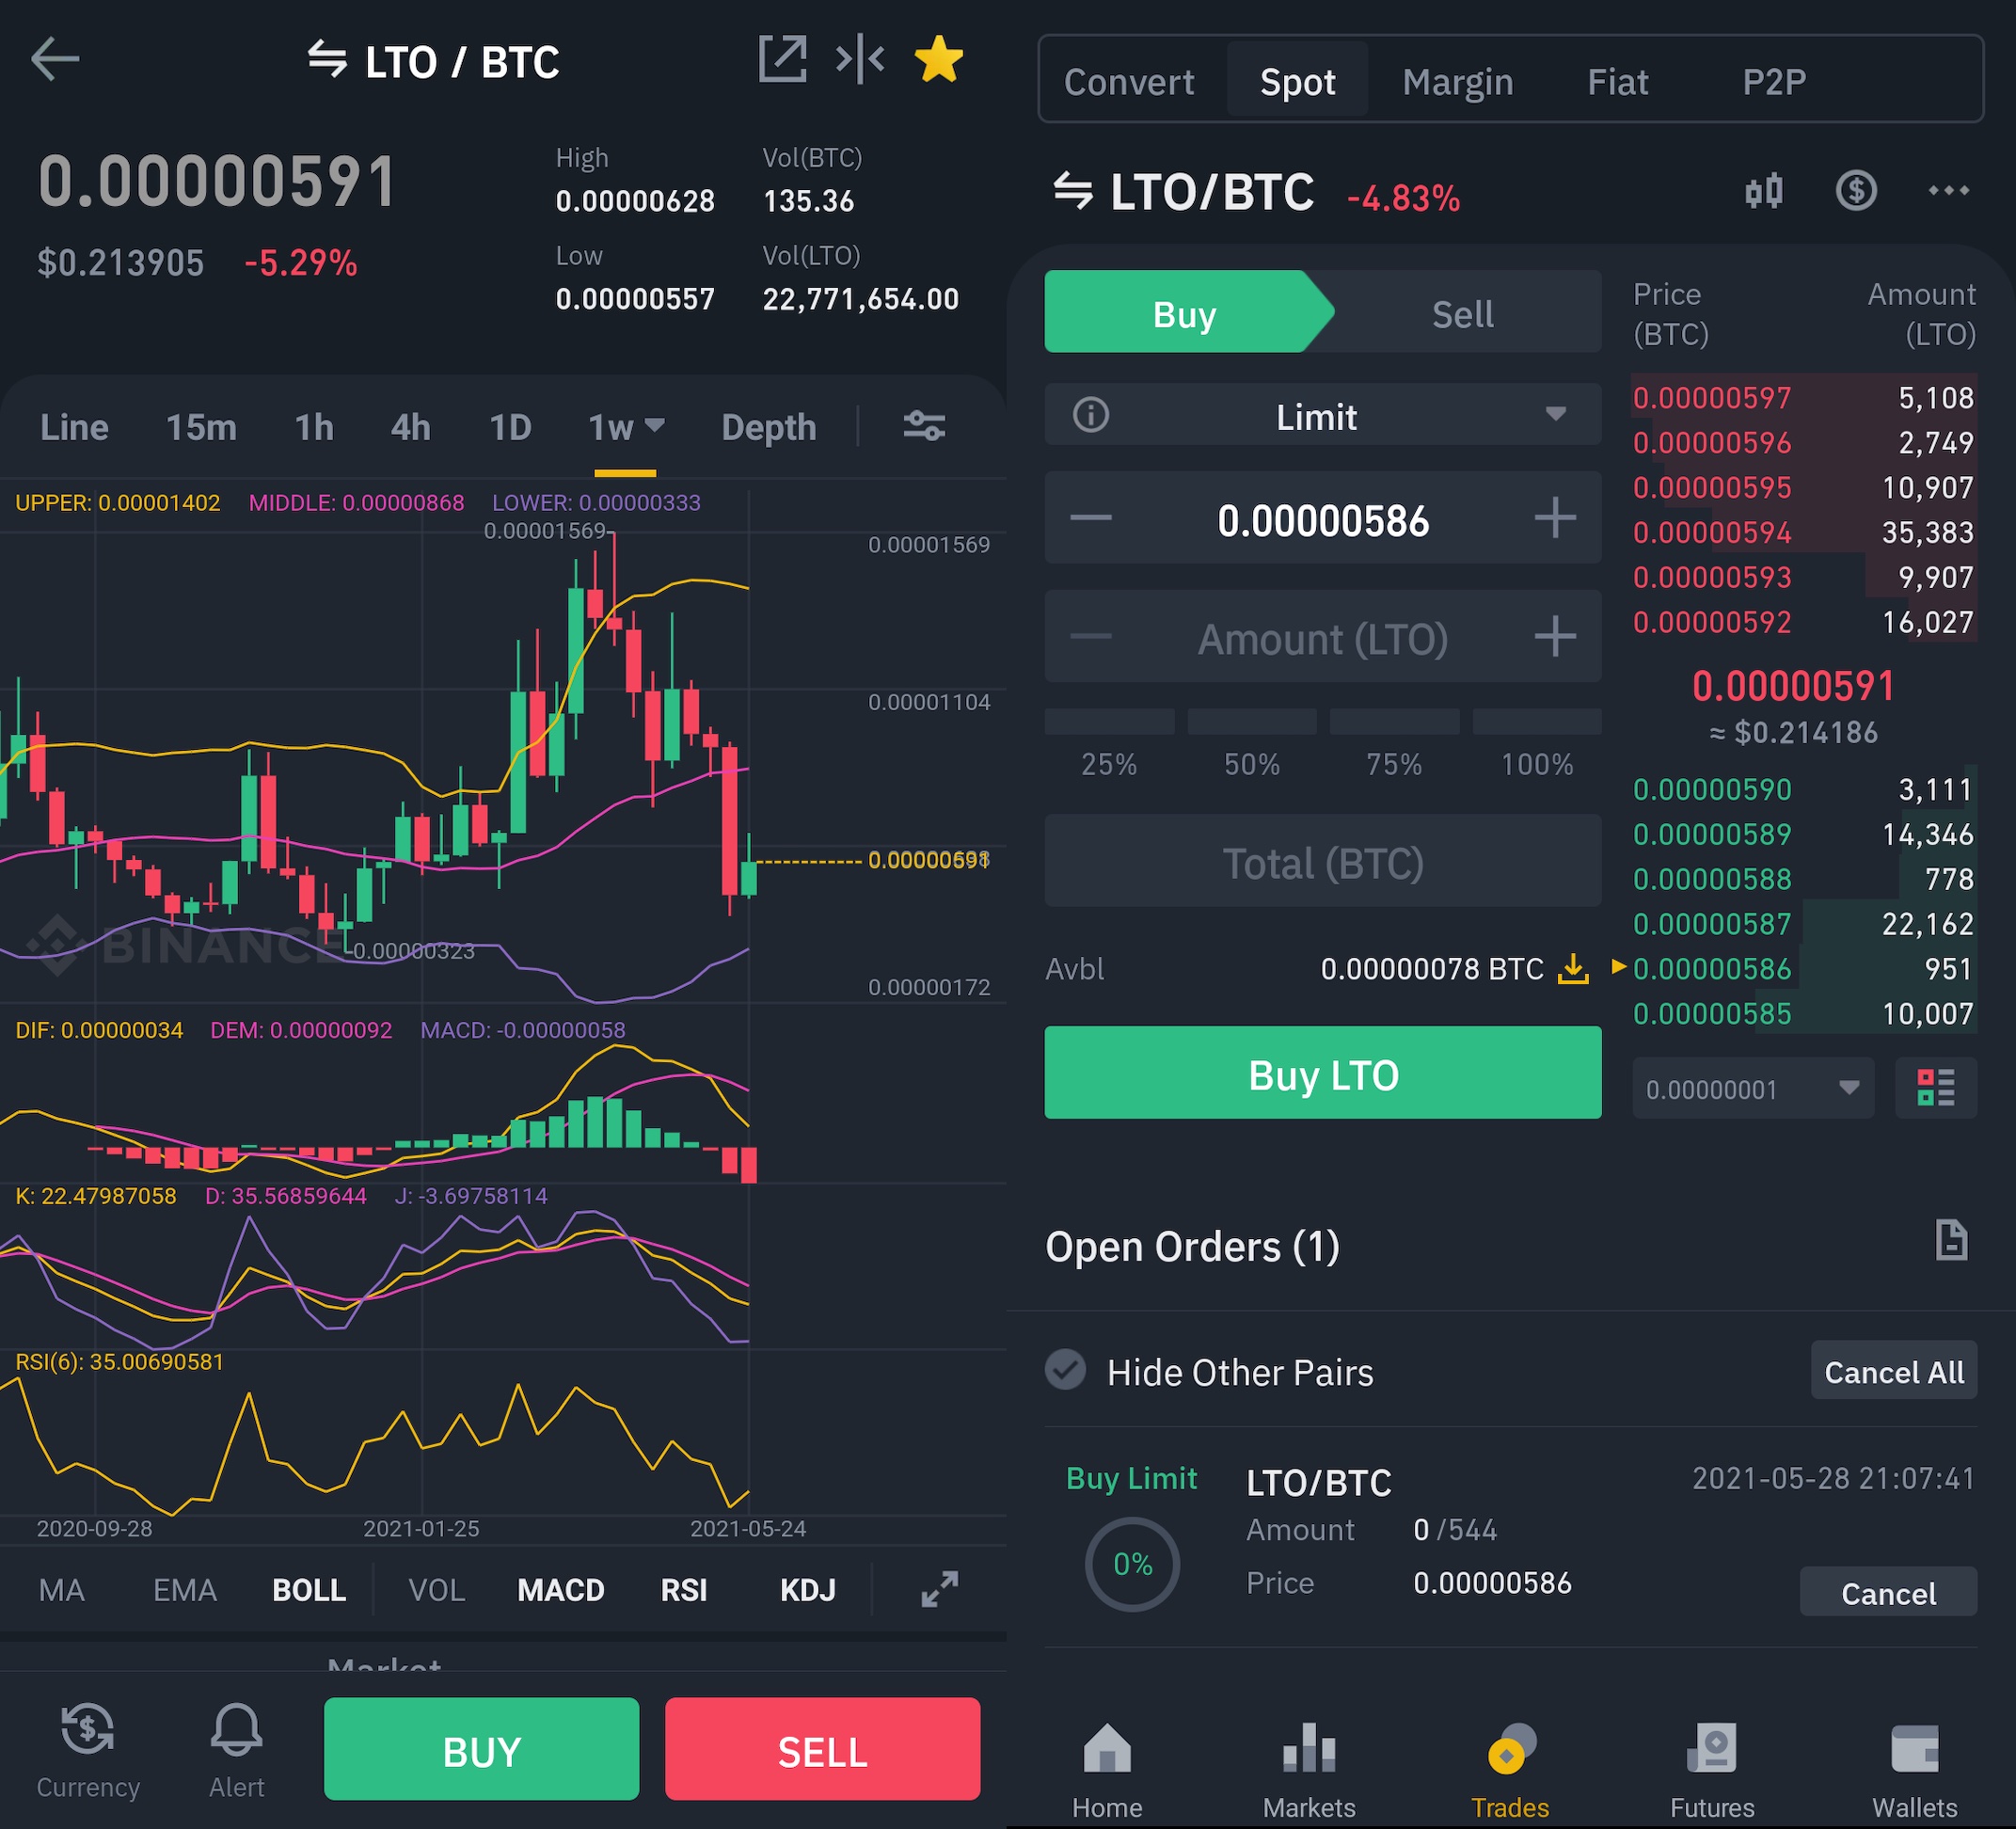 LTO / BTC
0.00000591
$0.213905 -5.29%
High
0.00000628
Low
0.00000557
Vol(BTC)
135.36
Vol(LTO)
22,771,654.00
Line 15m 1h 4h 1D 1w Depth
UPPER: 0.00001402 MIDDLE: 0.00000868 LOWER: 0.00000333
0.00001569
0.00001569
0.00001104
0.00000591
BINANCE
0.00000323
0.00000172
DIF: 0.00000034 DEM: 0.00000092 MACD: -0.00000058
K: 22.47987058 D: 35.56859644 J: -3.69758114
RSI(6): 35.00690581
2020-09-28 2021-01-25 2021-05-24
MA EMA BOLL VOL MACD RSI KDJ
Market
Currency
Alert
BUY
SELL
Convert Spot Margin Fiat P2P
LTO/BTC -4.83%
Buy Sell
Limit
0.00000586
Amount (LTO)
25% 50% 75% 100%
Total (BTC)
Avbl 0.00000078 BTC
Buy LTO
Price
(BTC)
Amount
(LTO)
0.00000597 5,108
0.00000596 2,749
0.00000595 10,907
0.00000594 35,383
0.00000593 9,907
0.00000592 16,027
0.00000591
≈ $0.214186
0.00000590 3,111
0.00000589 14,346
0.00000588 778
0.00000587 22,162
0.00000586 951
0.00000585 10,007
0.00000001
Open Orders (1)
Hide Other Pairs Cancel All
Buy Limit LTO/BTC 2021-05-28 21:07:41
0%
Amount 0 /544
Price 0.00000586
Cancel
Home Markets Trades Futures Wallets